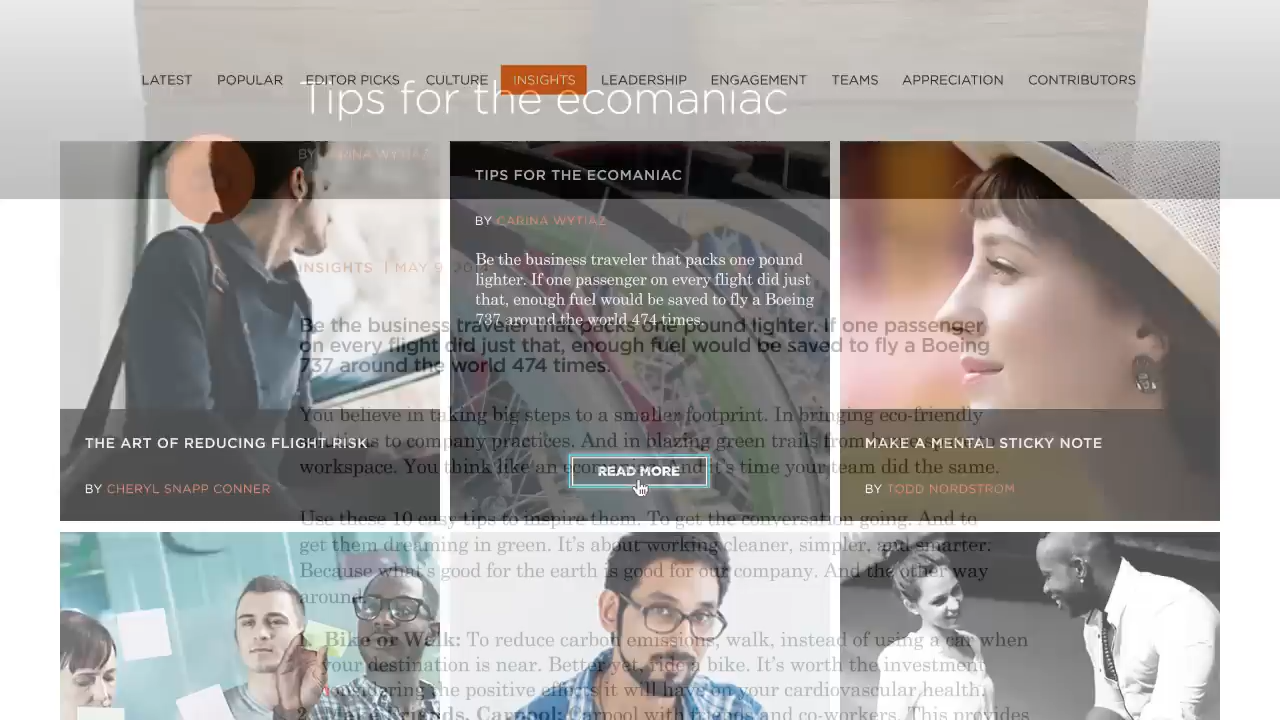 LATEST POPULAR EDITOR PICKS CULTURE INSIGHTS LEADERSHIP ENGAGEMENT TEAMS APPRECIATION CONTRIBUTORS
Tips for the ecomaniac
BY CARINA WYTIAZ
TIPS FOR THE ECOMANIAC
BY CARINA WYTIAZ
Be the business traveler that packs one pound
lighter. If one passenger on every flight did just
that, enough fuel would be saved to fly a Boeing
737 around the world 474 times.
READ MORE
THE ART OF REDUCING FLIGHT RISK
BY CHERYL SNAPP CONNER
MAKE A MENTAL STICKY NOTE
BY TODD NORDSTROM
INSIGHTS | MAY 9, 2014
Be the business traveler that packs one pound lighter. If one passenger
on every flight did just that, enough fuel would be saved to fly a Boeing
737 around the world 474 times.
You believe in taking big steps to a smaller footprint. In bringing eco-friendly
to company practices. And in blazing green trails from
workspace. You think like an ecomaniac. And it's time your team did the same.
Use these 10 easy tips to inspire them. To get the conversation going. And to
get them dreaming in green. It's about working cleaner, simpler, and smarter.
Because what's good for the earth is good for our company. And the other way
around.
1. Bike or Walk: To reduce carbon emissions, walk, instead of using a car when
your destination is near. Better yet, ride a bike. It's worth the investment
considering the positive effects it will have on your cardiovascular health.
2. Make Friends, Carpool: Carpool with friends and co-workers. This provides